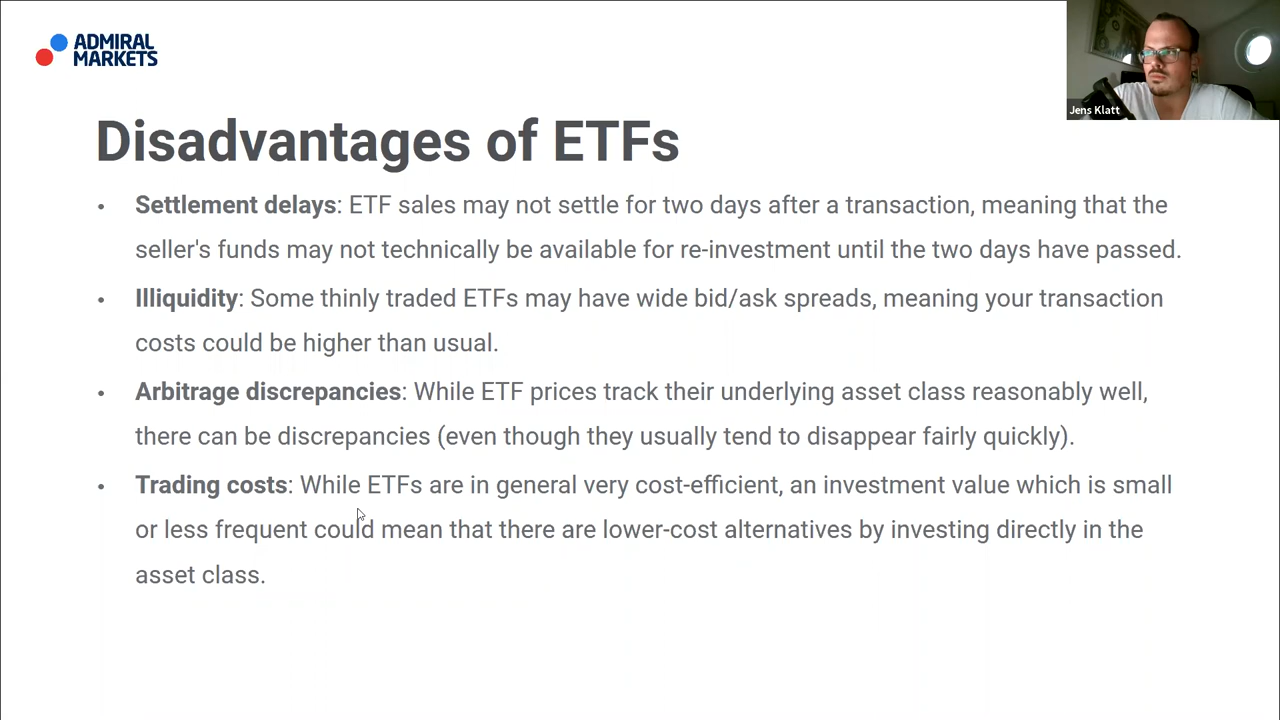 ADMIRAL
MARKETS
Jens Klatt
Disadvantages of ETFs
• Settlement delays: ETF sales may not settle for two days after a transaction, meaning that the
seller's funds may not technically be available for re-investment until the two days have passed.
• Illiquidity: Some thinly traded ETFs may have wide bid/ask spreads, meaning your transaction
costs could be higher than usual.
• Arbitrage discrepancies: While ETF prices track their underlying asset class reasonably well,
there can be discrepancies (even though they usually tend to disappear fairly quickly).
• Trading costs: While ETFs are in general very cost-efficient, an investment value which is small
or less frequent could mean that there are lower-cost alternatives by investing directly in the
asset class.